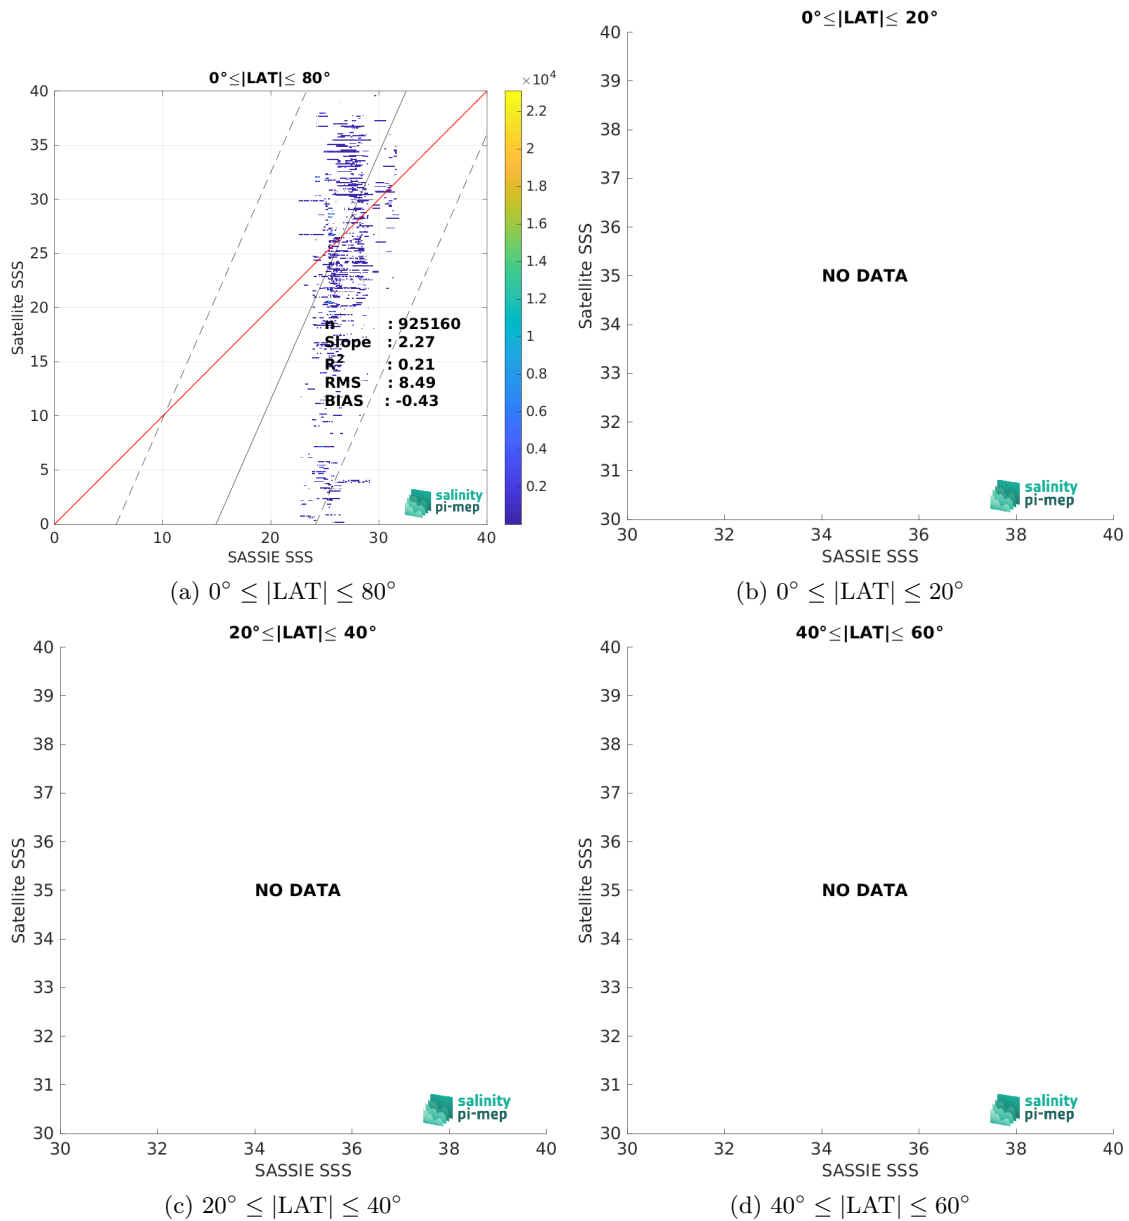 0°≤|LAT|≤ 80°
×10⁴
40
35
30
25
20
15
10
5
0
Satellite SSS
0 10 20 30 40
SASSIE SSS
2.2
2
1.8
1.6
1.4
1.2
1
0.8
0.6
0.4
0.2
n : 925160
Slope : 2.27
R² : 0.21
RMS : 8.49
BIAS : -0.43
salinity
pi-mep
(a) 0° ≤ |LAT| ≤ 80°
0°≤|LAT|≤ 20°
40
39
38
37
36
35
34
33
32
31
30
Satellite SSS
NO DATA
salinity
pi-mep
30 32 34 36 38 40
SASSIE SSS
(b) 0° ≤ |LAT| ≤ 20°
20°≤|LAT|≤ 40°
40
39
38
37
36
35
34
33
32
31
30
Satellite SSS
NO DATA
salinity
pi-mep
30 32 34 36 38 40
SASSIE SSS
(c) 20° ≤ |LAT| ≤ 40°
40°≤|LAT|≤ 60°
40
39
38
37
36
35
34
33
32
31
30
Satellite SSS
NO DATA
salinity
pi-mep
30 32 34 36 38 40
SASSIE SSS
(d) 40° ≤ |LAT| ≤ 60°